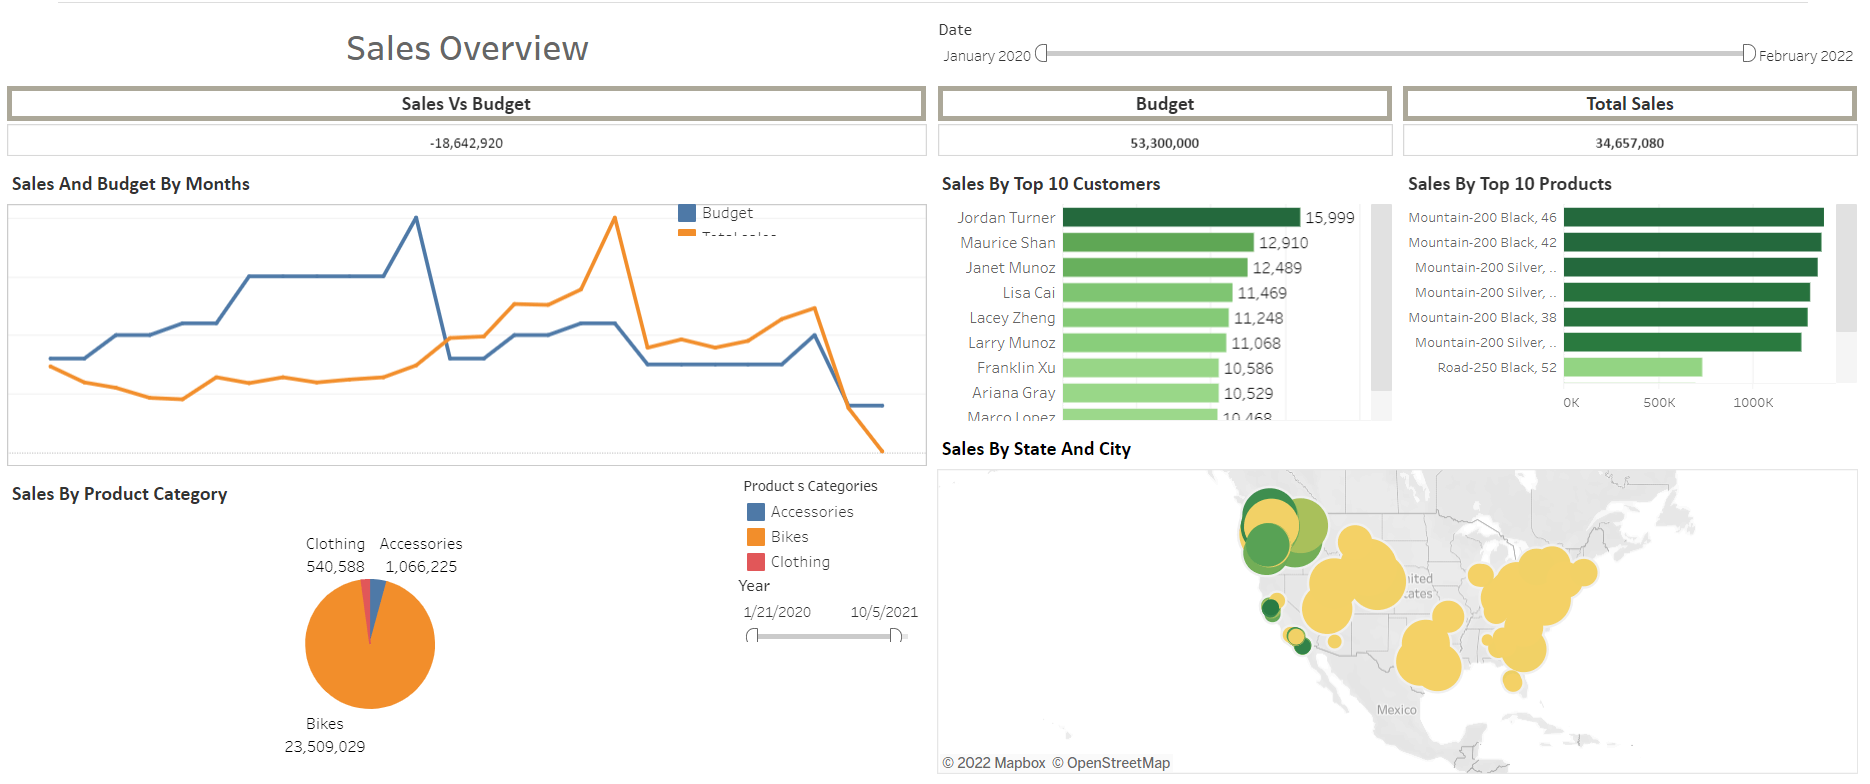 Sales Overview
Date
January 2020
February 2022
Sales Vs Budget
Budget
Total Sales
-18,642,920
53,300,000
34,657,080
Sales And Budget By Months
Budget
Total sales
Sales By Top 10 Customers
Jordan Turner 15,999
Maurice Shan 12,910
Janet Munoz 12,489
Lisa Cai 11,469
Lacey Zheng 11,248
Larry Munoz 11,068
Franklin Xu 10,586
Ariana Gray 10,529
Marco Lopez 10,468
Sales By Top 10 Products
Mountain-200 Black, 46
Mountain-200 Black, 42
Mountain-200 Silver, ..
Mountain-200 Silver, ..
Mountain-200 Black, 38
Mountain-200 Silver, ..
Road-250 Black, 52
0K 500K 1000K
Sales By Product Category
Clothing
540,588
Accessories
1,066,225
Bikes
23,509,029
Product s Categories
Accessories
Bikes
Clothing
Year
1/21/2020 10/5/2021
Sales By State And City
Mexico
© 2022 Mapbox © OpenStreetMap